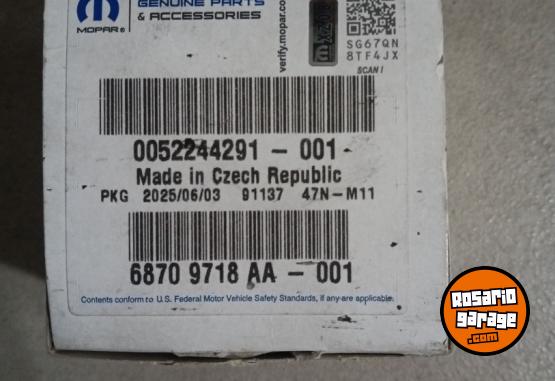 GENUINE PARTS
& ACCESSORIES
MOPAR®
verify.mopar.co
SG67QN
8TF4JX
SCAN!
0052244291 - 001
Made in Czech Republic
PKG 2025/06/03 91137 47N-M11
6870 9718 AA - 001
Contents conform to U.S. Federal Motor Vehicle Safety Standards, if any are applicable.
Rosario
garage
.com